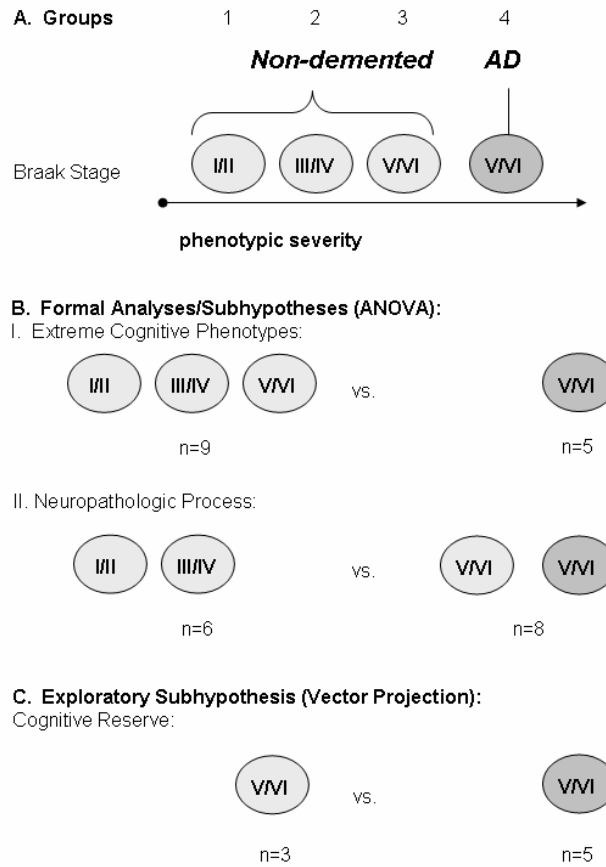 A. Groups 1 2 3 4
Non-demented AD
I/II III/IV V/VI V/VI
Braak Stage
phenotypic severity
B. Formal Analyses/Subhypotheses (ANOVA):
I. Extreme Cognitive Phenotypes:
I/II III/IV V/VI vs. V/VI
n=9 n=5
II. Neuropathologic Process:
I/II III/IV vs. V/VI V/VI
n=6 n=8
C. Exploratory Subhypothesis (Vector Projection):
Cognitive Reserve:
V/VI vs. V/VI
n=3 n=5